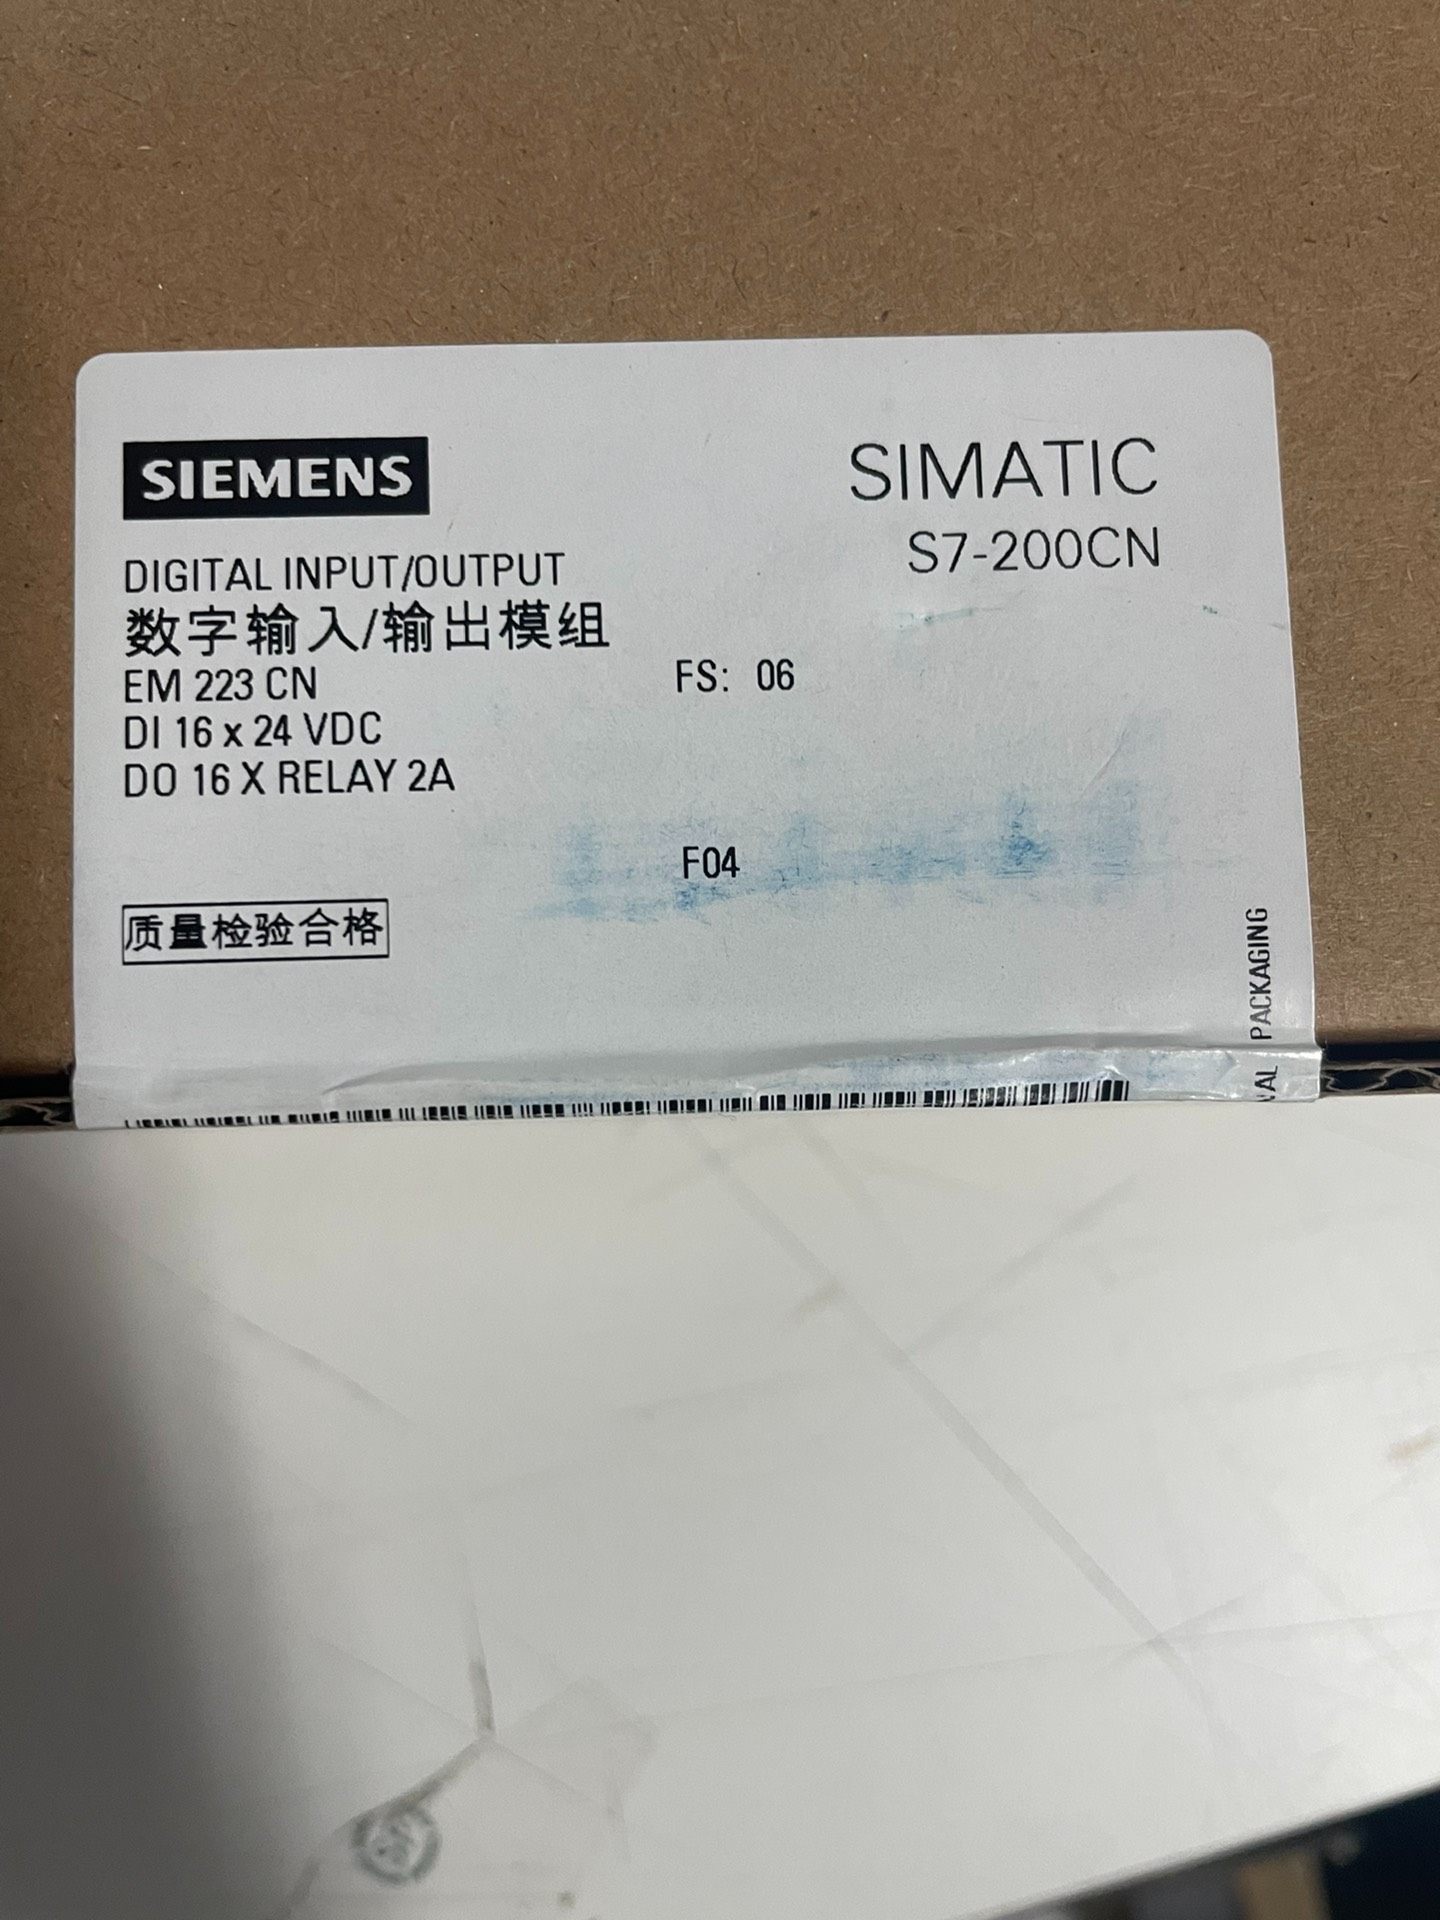 SIEMENS
SIMATIC
S7-200CN
DIGITAL INPUT/OUTPUT
数字输入/输出模组
EM 223 CN
FS: 06
DI 16 x 24 VDC
DO 16 X RELAY 2A
F04
质量检验合格
PACKAGING